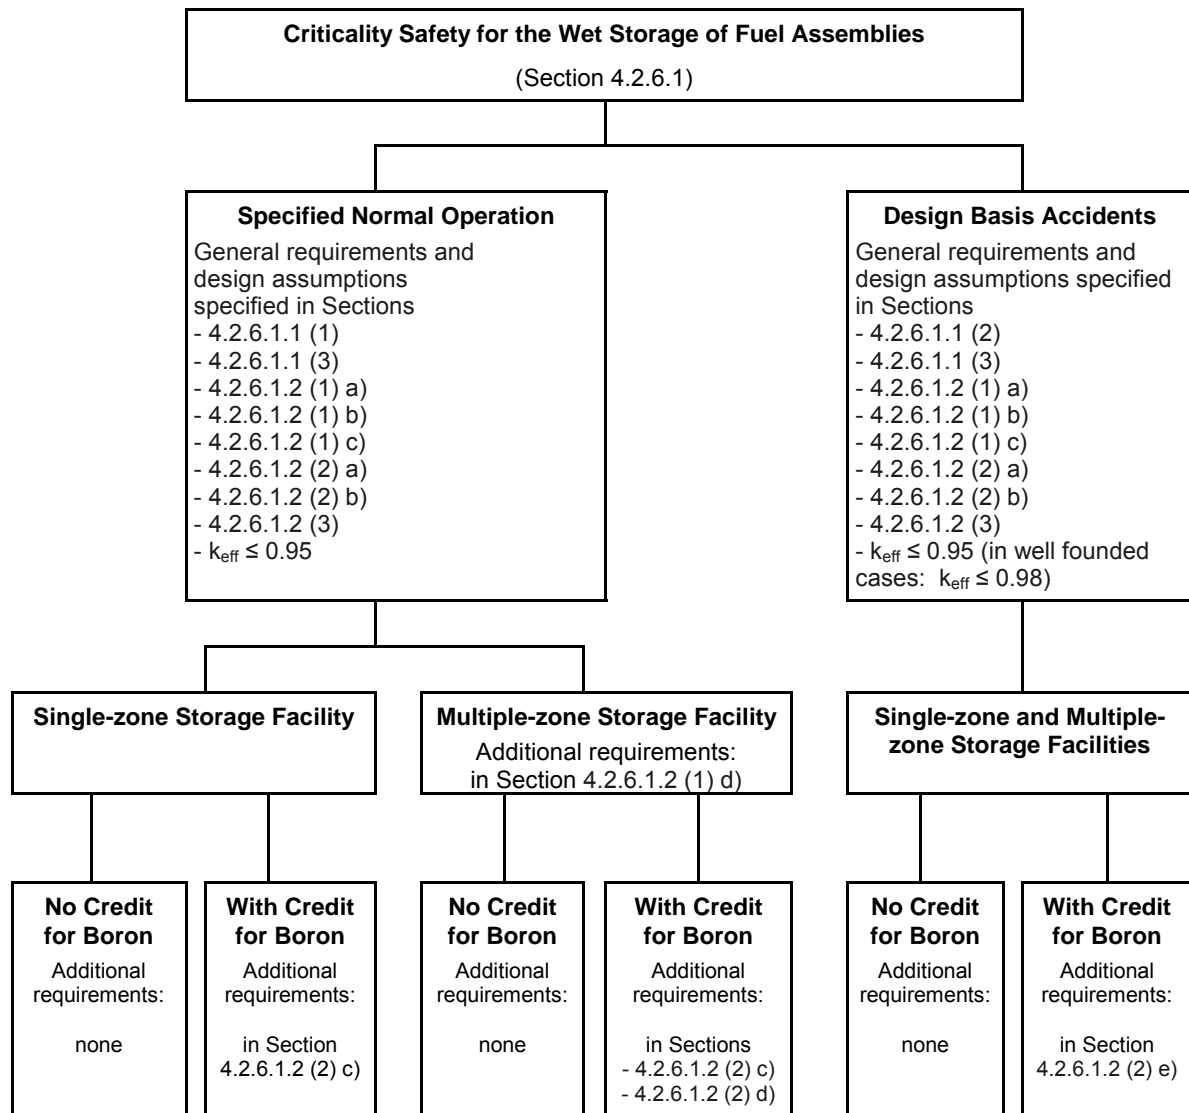 Criticality Safety for the Wet Storage of Fuel Assemblies
(Section 4.2.6.1)
Specified Normal Operation
General requirements and
design assumptions
specified in Sections
- 4.2.6.1.1 (1)
- 4.2.6.1.1 (3)
- 4.2.6.1.2 (1) a)
- 4.2.6.1.2 (1) b)
- 4.2.6.1.2 (1) c)
- 4.2.6.1.2 (2) a)
- 4.2.6.1.2 (2) b)
- 4.2.6.1.2 (3)
- keff ≤ 0.95
Design Basis Accidents
General requirements and
design assumptions specified
in Sections
- 4.2.6.1.1 (2)
- 4.2.6.1.1 (3)
- 4.2.6.1.2 (1) a)
- 4.2.6.1.2 (1) b)
- 4.2.6.1.2 (1) c)
- 4.2.6.1.2 (2) a)
- 4.2.6.1.2 (2) b)
- 4.2.6.1.2 (3)
- keff ≤ 0.95 (in well founded
cases: keff ≤ 0.98)
Single-zone Storage Facility
Multiple-zone Storage Facility
Additional requirements:
in Section 4.2.6.1.2 (1) d)
Single-zone and Multiple-
zone Storage Facilities
No Credit
for Boron
Additional
requirements:
none
With Credit
for Boron
Additional
requirements:
in Section
4.2.6.1.2 (2) c)
No Credit
for Boron
Additional
requirements:
none
With Credit
for Boron
Additional
requirements:
in Sections
- 4.2.6.1.2 (2) c)
- 4.2.6.1.2 (2) d)
No Credit
for Boron
Additional
requirements:
none
With Credit
for Boron
Additional
requirements:
in Section
4.2.6.1.2 (2) e)